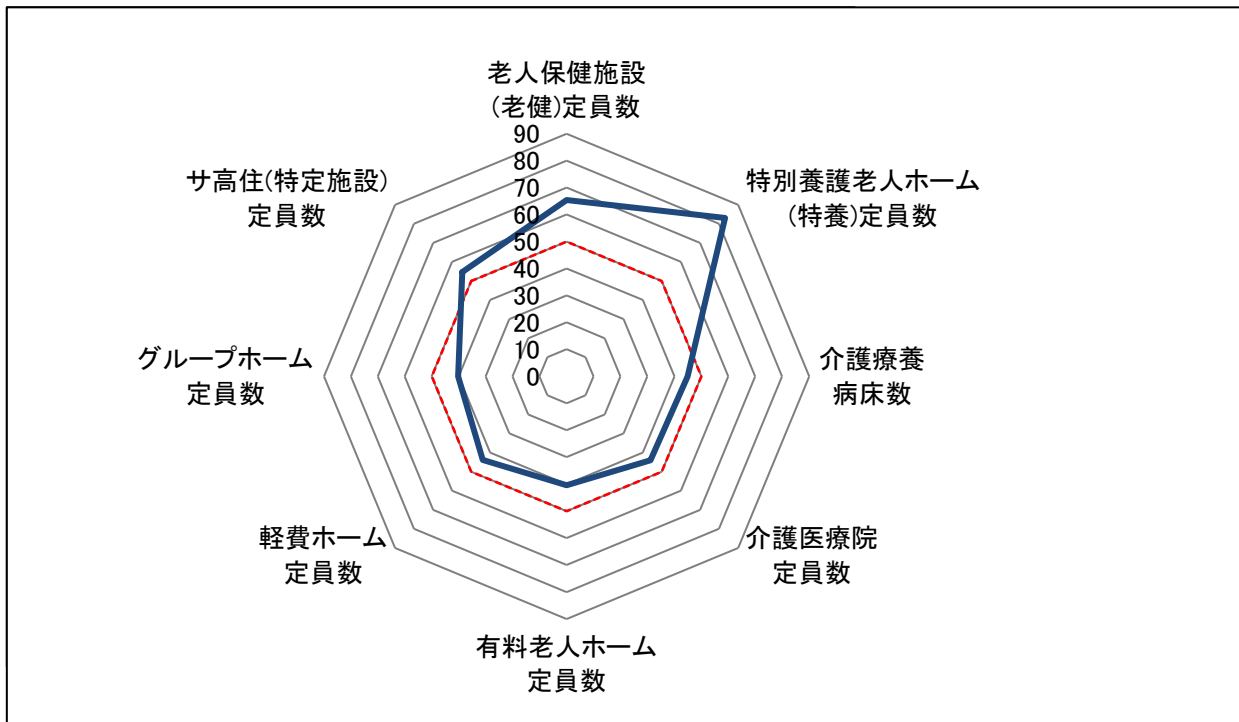 老人保健施設
(老健)定員数
特別養護老人ホーム
(特養)定員数
介護療養
病床数
介護医療院
定員数
有料老人ホーム
定員数
軽費ホーム
定員数
グループホーム
定員数
サ高住(特定施設)
定員数
90
80
70
60
50
40
30
20
10
0